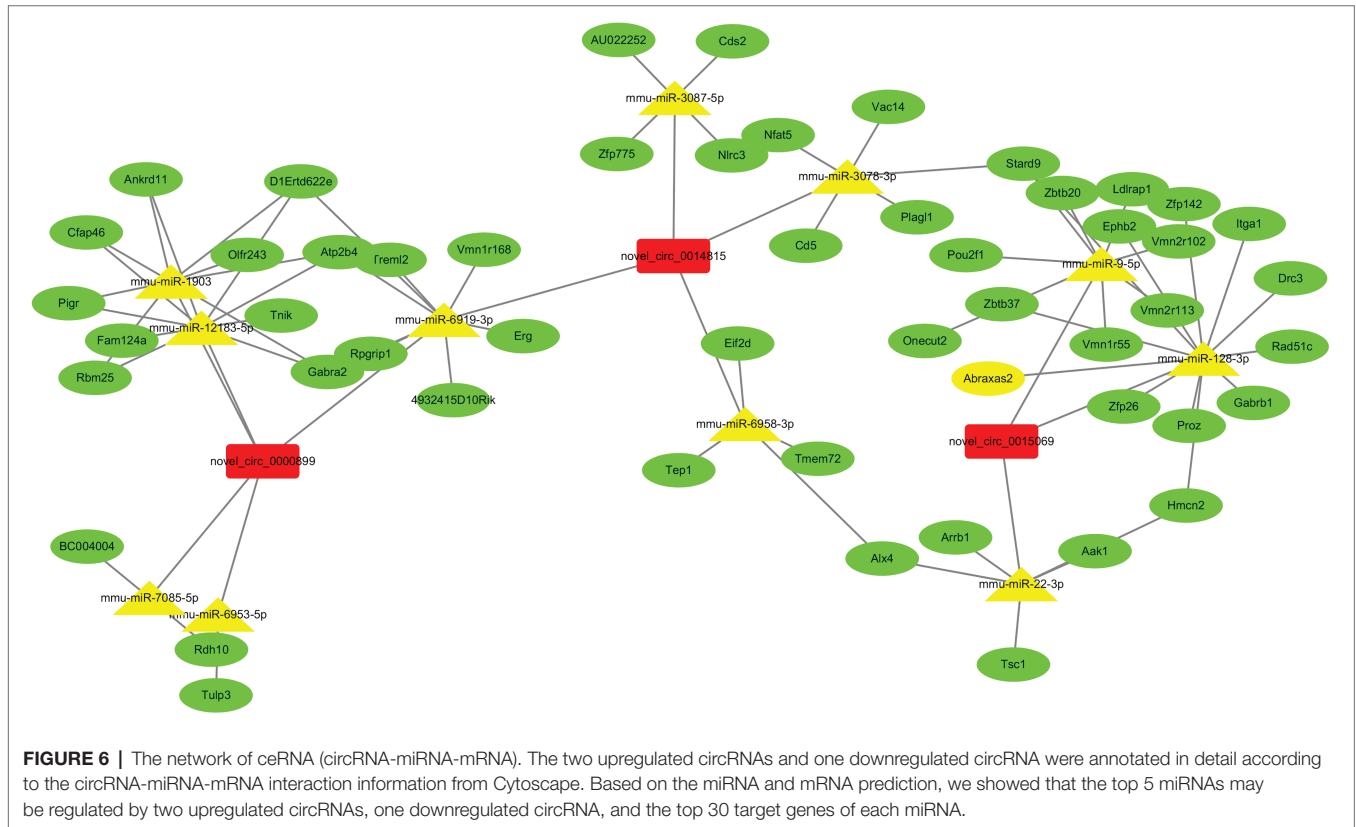 AU022252
Cds2
mmu-miR-3087-5p
Vac14
Nfat5
Zfp775
Nlrc3
Stard9
mmu-miR-3078-3p
Ankrd11
D1Ertd622e
Zbtb20
Ldlrap1
Zfp142
Plagl1
Itga1
Cfap46
Ephb2
Vmn2r102
Cd5
Vmn1r168
Olfr243
Atp2b4
Treml2
novel_circ_0014815
Pou2f1
mmu-miR-9-5p
Drc3
mmu-miR-1903
Pigr
Zbtb37
Vmn2r113
Tnik
mmu-miR-6919-3p
mmu-miR-12183-5p
Erg
Fam124a
Onecut2
Vmn1r55
Eif2d
Rad51c
Rpgrip1
mmu-miR-128-3p
Gabra2
Rbm25
Abraxas2
4932415D10Rik
Zfp26
Gabrb1
mmu-miR-6958-3p
Proz
novel_circ_0015069
Tmem72
novel_circ_0000899
Tep1
Hmcn2
Arrb1
BC004004
Aak1
Alx4
mmu-miR-22-3p
mmu-miR-7085-5p
mmu-miR-6953-5p
Rdh10
Tsc1
Tulp3
FIGURE 6 | The network of ceRNA (circRNA-miRNA-mRNA). The two upregulated circRNAs and one downregulated circRNA were annotated in detail according
to the circRNA-miRNA-mRNA interaction information from Cytoscape. Based on the miRNA and mRNA prediction, we showed that the top 5 miRNAs may
be regulated by two upregulated circRNAs, one downregulated circRNA, and the top 30 target genes of each miRNA.